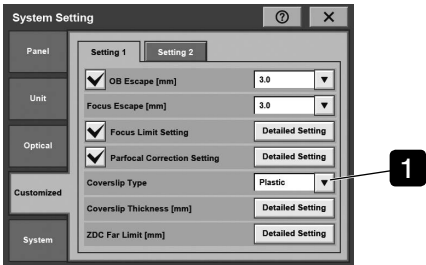 System Setting ? ×
Panel
Unit
Optical
Customized
System
Setting 1 Setting 2
OB Escape [mm] 3.0
Focus Escape [mm] 3.0
Focus Limit Setting Detailed Setting
Parfocal Correction Setting Detailed Setting
Coverslip Type Plastic
Coverslip Thickness [mm] Detailed Setting
ZDC Far Limit [mm] Detailed Setting
1